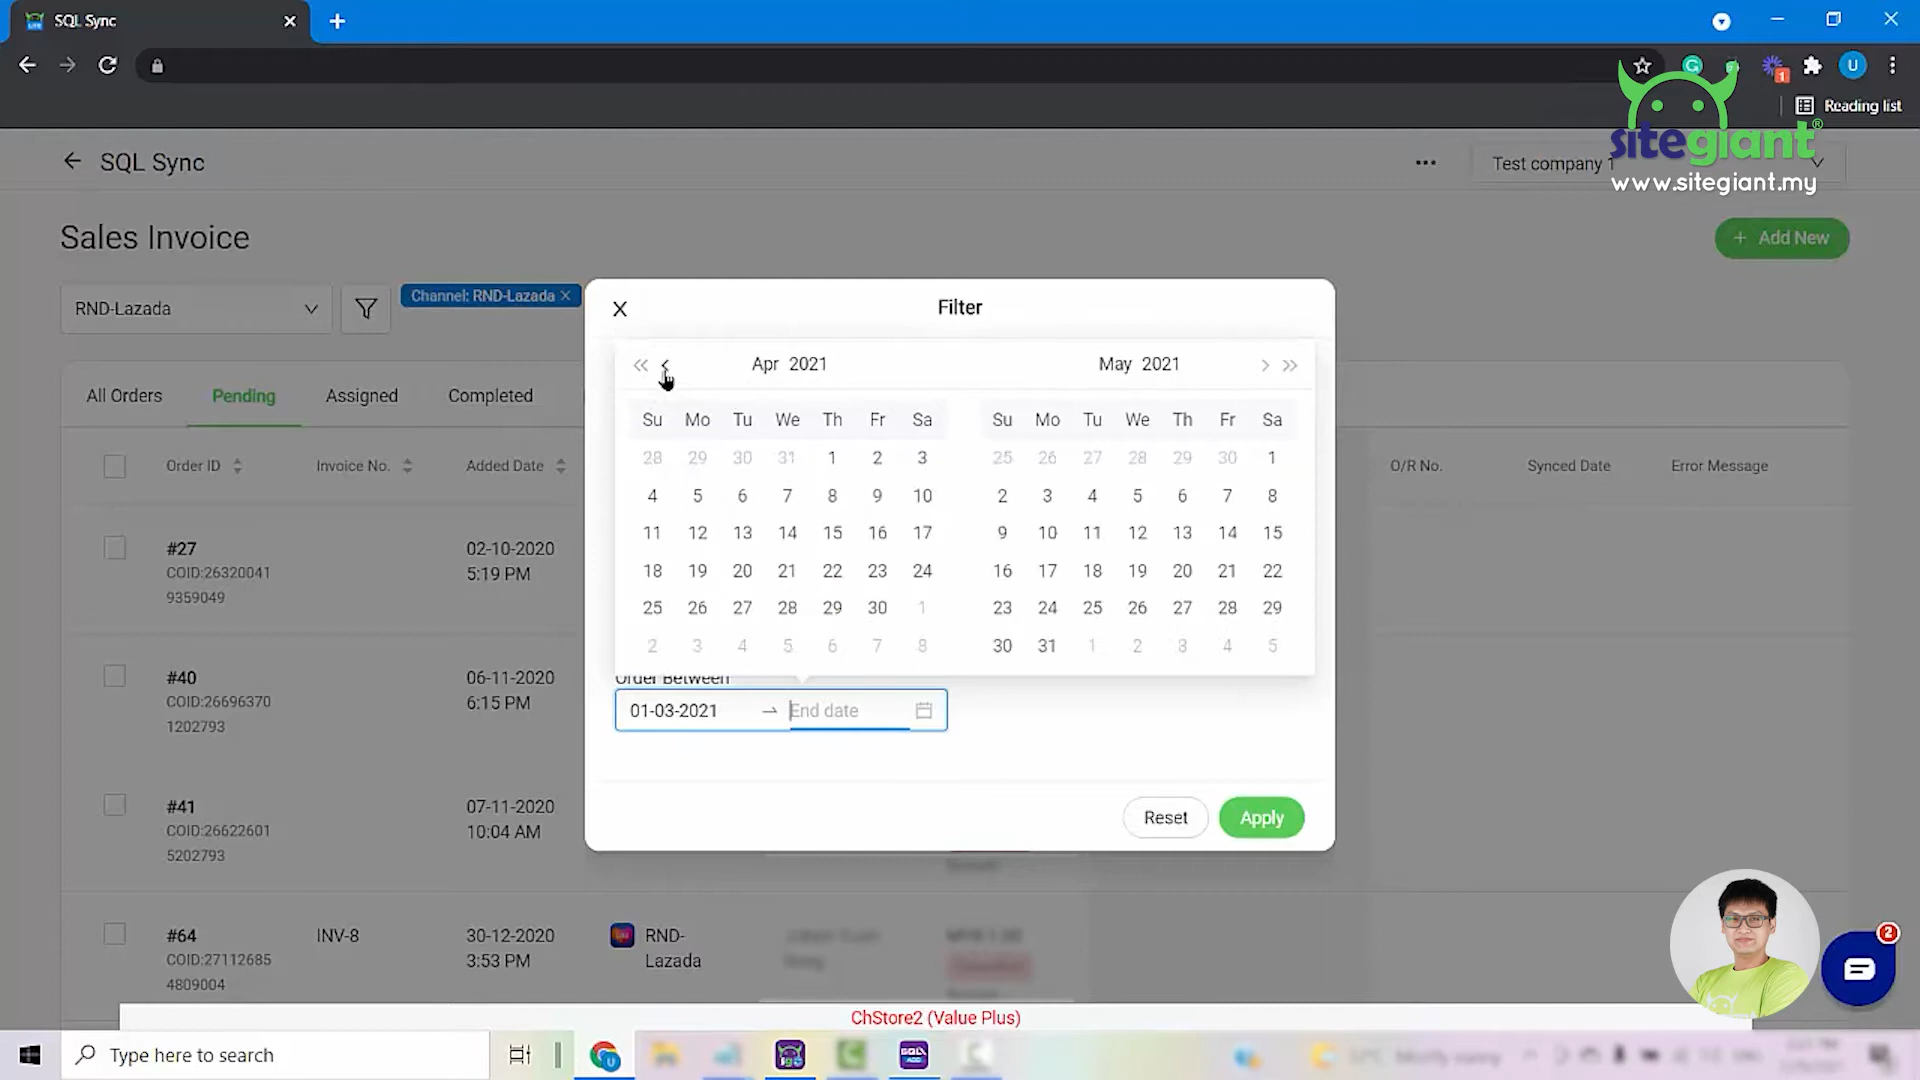 SQL Sync
Reading list
SQL Sync
Test company 1
sitegiant®
www.sitegiant.my
Sales Invoice
+ Add New
RND-Lazada
Channel: RND-Lazada
All Orders Pending Assigned Completed
Order ID Invoice No. Added Date O/R No. Synced Date Error Message
#27 02-10-2020
COID:26320041 5:19 PM
9359049
#40 06-11-2020
COID:26696370 6:15 PM
1202793
#41 07-11-2020
COID:26622601 10:04 AM
5202793
#64 INV-8 30-12-2020 RND-
COID:27112685 3:53 PM Lazada
4809004
X Filter
Apr 2021 May 2021
Su Mo Tu We Th Fr Sa Su Mo Tu We Th Fr Sa
28 29 30 31 1 2 3 25 26 27 28 29 30 1
4 5 6 7 8 9 10 2 3 4 5 6 7 8
11 12 13 14 15 16 17 9 10 11 12 13 14 15
18 19 20 21 22 23 24 16 17 18 19 20 21 22
25 26 27 28 29 30 1 23 24 25 26 27 28 29
2 3 4 5 6 7 8 30 31 1 2 3 4 5
Order Between
01-03-2021 → End date
Reset Apply
2
ChStore2 (Value Plus)
Type here to search